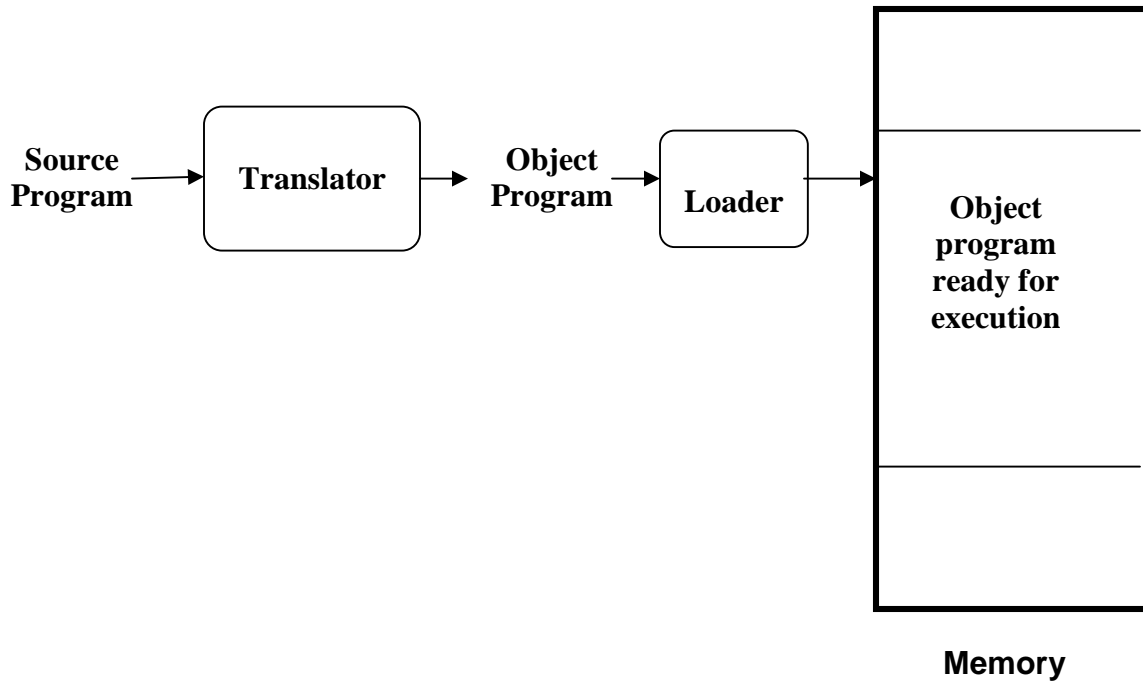 Source
Program
Translator
Object
Program
Loader
Object
program
ready for
execution
Memory